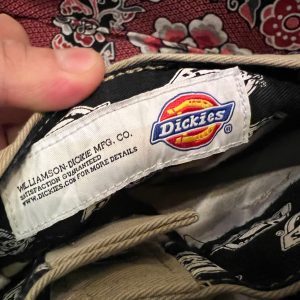 Dickies
®
WILLIAMSON-DICKIE MFG. CO.
SATISFACTION GUARANTEED
WWW.DICKIES.COM FOR MORE DETAILS